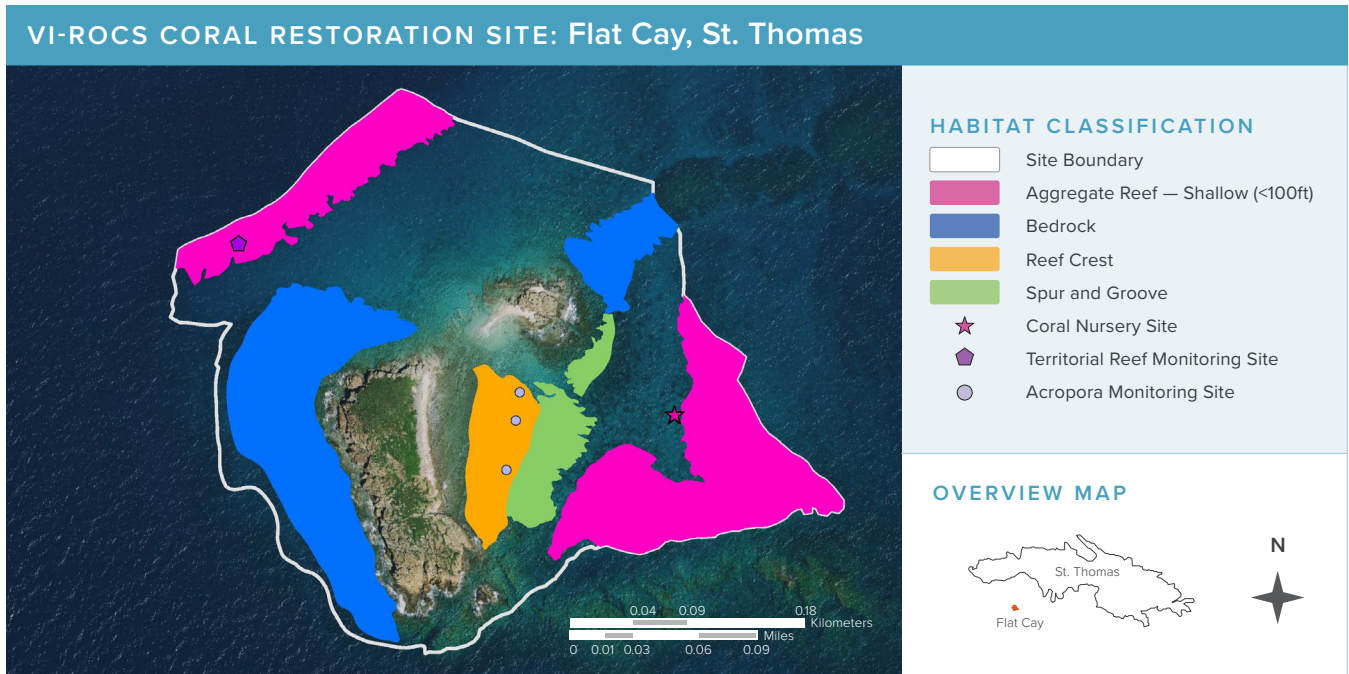 VI-ROCS CORAL RESTORATION SITE: Flat Cay, St. Thomas
HABITAT CLASSIFICATION
Site Boundary
Aggregate Reef — Shallow (<100ft)
Bedrock
Reef Crest
Spur and Groove
Coral Nursery Site
Territorial Reef Monitoring Site
Acropora Monitoring Site
OVERVIEW MAP
N
St. Thomas
Flat Cay
0.04 0.09 0.18
Kilometers
Miles
0 0.01 0.03 0.06 0.09